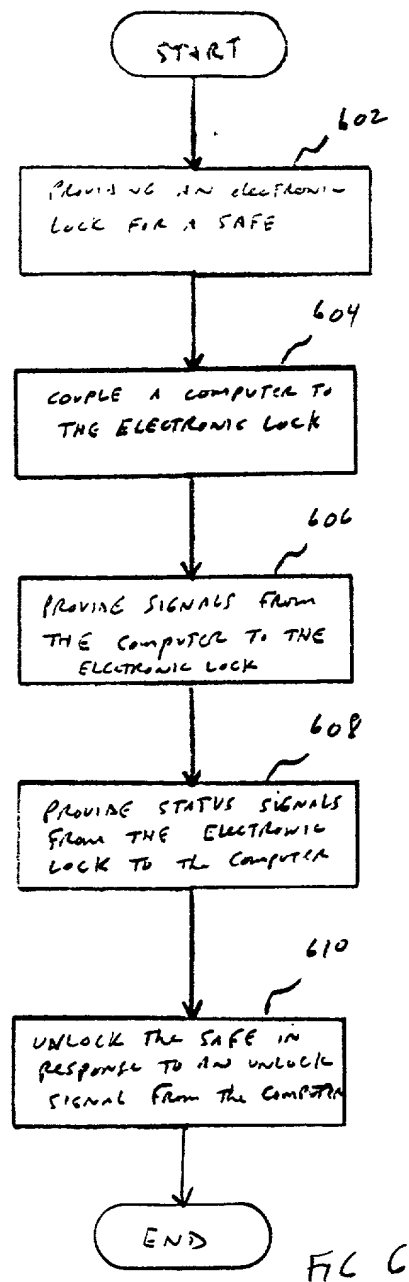 START
602
PROVIDING AN ELECTRONIC
LOCK FOR A SAFE
604
COUPLE A COMPUTER TO
THE ELECTRONIC LOCK
606
PROVIDE SIGNALS FROM
THE COMPUTER TO THE
ELECTRONIC LOCK
608
PROVIDE STATUS SIGNALS
FROM THE ELECTRONIC
LOCK TO THE COMPUTER
610
UNLOCK THE SAFE IN
RESPONSE TO AN UNLOCK
SIGNAL FROM THE COMPUTER
END
FIG 6